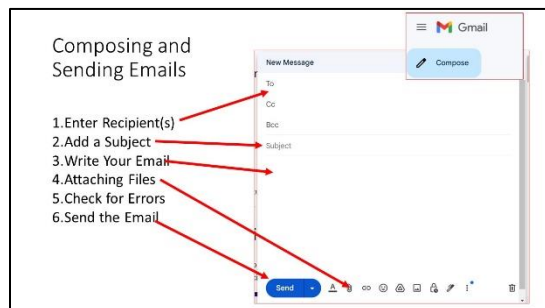 Composing and
Sending Emails
1.Enter Recipient(s)
2.Add a Subject
3.Write Your Email
4.Attaching Files
5.Check for Errors
6.Send the Email
Gmail
Compose
New Message
To
Cc
Bcc
Subject
Send